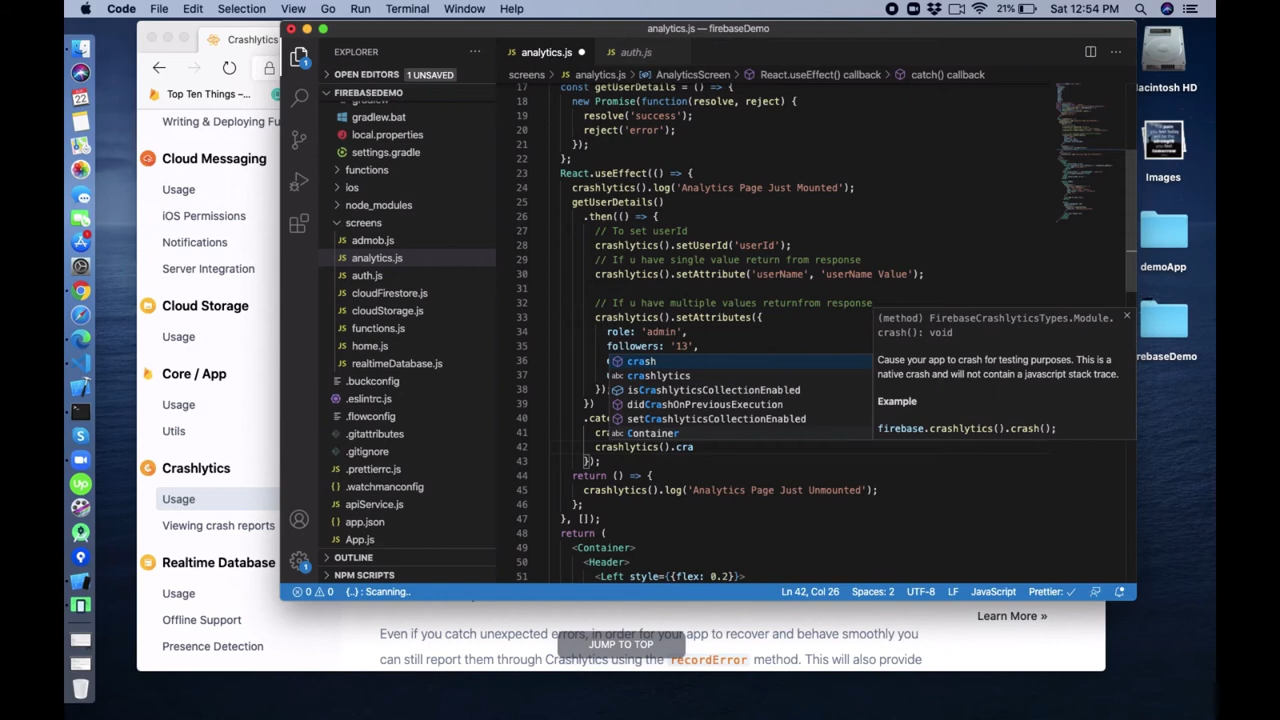 Code File Edit Selection View Go Run Terminal Window Help
21% Sat 12:54 PM
Crashlytics
Top Ten Things –...
Writing & Deploying Fu
Cloud Messaging
Usage
iOS Permissions
Notifications
Server Integration
Cloud Storage
Usage
Core / App
Usage
Utils
Crashlytics
Usage
Viewing crash reports
Realtime Database
Usage
Offline Support
Presence Detection
analytics.js — firebaseDemo
EXPLORER
OPEN EDITORS 1 UNSAVED
FIREBASEDEMO
gradlew
gradlew.bat
local.properties
settings.gradle
functions
ios
node_modules
screens
admob.js
analytics.js
auth.js
cloudFirestore.js
cloudStorage.js
functions.js
home.js
realtimeDatabase.js
.buckconfig
.eslintrc.js
.flowconfig
.gitattributes
.gitignore
.prettierrc.js
.watchmanconfig
apiService.js
app.json
App.js
OUTLINE
NPM SCRIPTS
analytics.js auth.js
screens > analytics.js > AnalyticsScreen > React.useEffect() callback > catch() callback
17 const getUserDetails = () => {
18 new Promise(function(resolve, reject) {
19 resolve('success');
20 reject('error');
21 });
22 };
23 React.useEffect(() => {
24 crashlytics().log('Analytics Page Just Mounted');
25 getUserDetails()
26 .then(() => {
27 // To set userId
28 crashlytics().setUserId('userId');
29 // If u have single value return from response
30 crashlytics().setAttribute('userName', 'userName Value');
31
32 // If u have multiple values returnfrom response
33 crashlytics().setAttributes({
34 role: 'admin',
35 followers: '13',
36
37
38 })
39 })
40 .cat
41 cr
42 crashlytics().cra
43 });
44 return () => {
45 crashlytics().log('Analytics Page Just Unmounted');
46 };
47 }, []);
48 return (
49 <Container>
50 <Header>
51 <Left style={{flex: 0.2}}>
crash
abc crashlytics
isCrashlyticsCollectionEnabled
didCrashOnPreviousExecution
setCrashlyticsCollectionEnabled
abc Container
(method) FirebaseCrashlyticsTypes.Module.
crash(): void
Cause your app to crash for testing purposes. This is a
native crash and will not contain a javascript stack trace.
Example
firebase.crashlytics().crash();
0 0 {..} : Scanning.. Ln 42, Col 26 Spaces: 2 UTF-8 LF JavaScript Prettier: ✓
Learn More »
Even if you catch unexpected errors, in order for your app to recover and behave smoothly you
JUMP TO TOP
can still report them through Crashlytics using the recordError method. This will also provide
acintosh HD
Images
demoApp
rebaseDemo